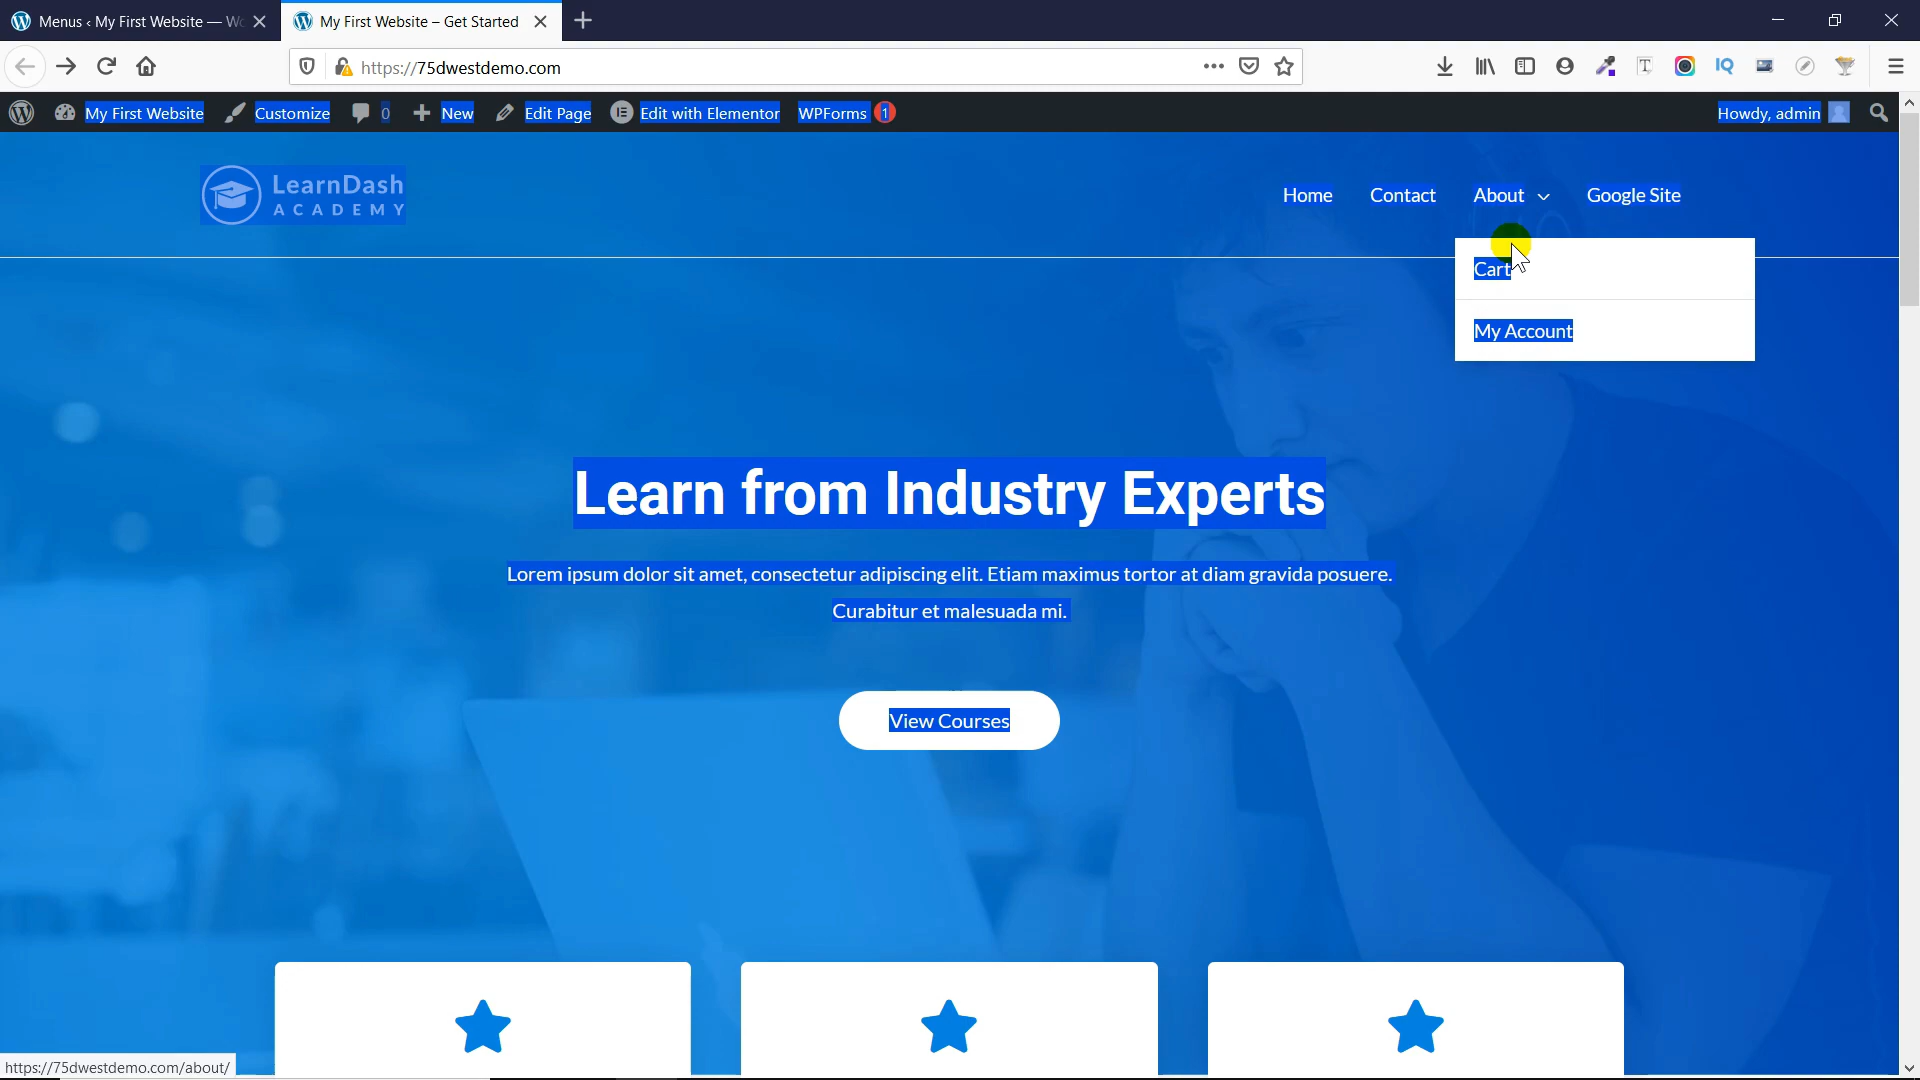 Menus ‹ My First Website — Wo
My First Website – Get Started
https://75dwestdemo.com
My First Website
Customize
0
New
Edit Page
Edit with Elementor
WPForms 1
Howdy, admin
LearnDash
ACADEMY
Home
Contact
About
Google Site
Cart
My Account
Learn from Industry Experts
Lorem ipsum dolor sit amet, consectetur adipiscing elit. Etiam maximus tortor at diam gravida posuere.
Curabitur et malesuada mi.
View Courses
https://75dwestdemo.com/about/